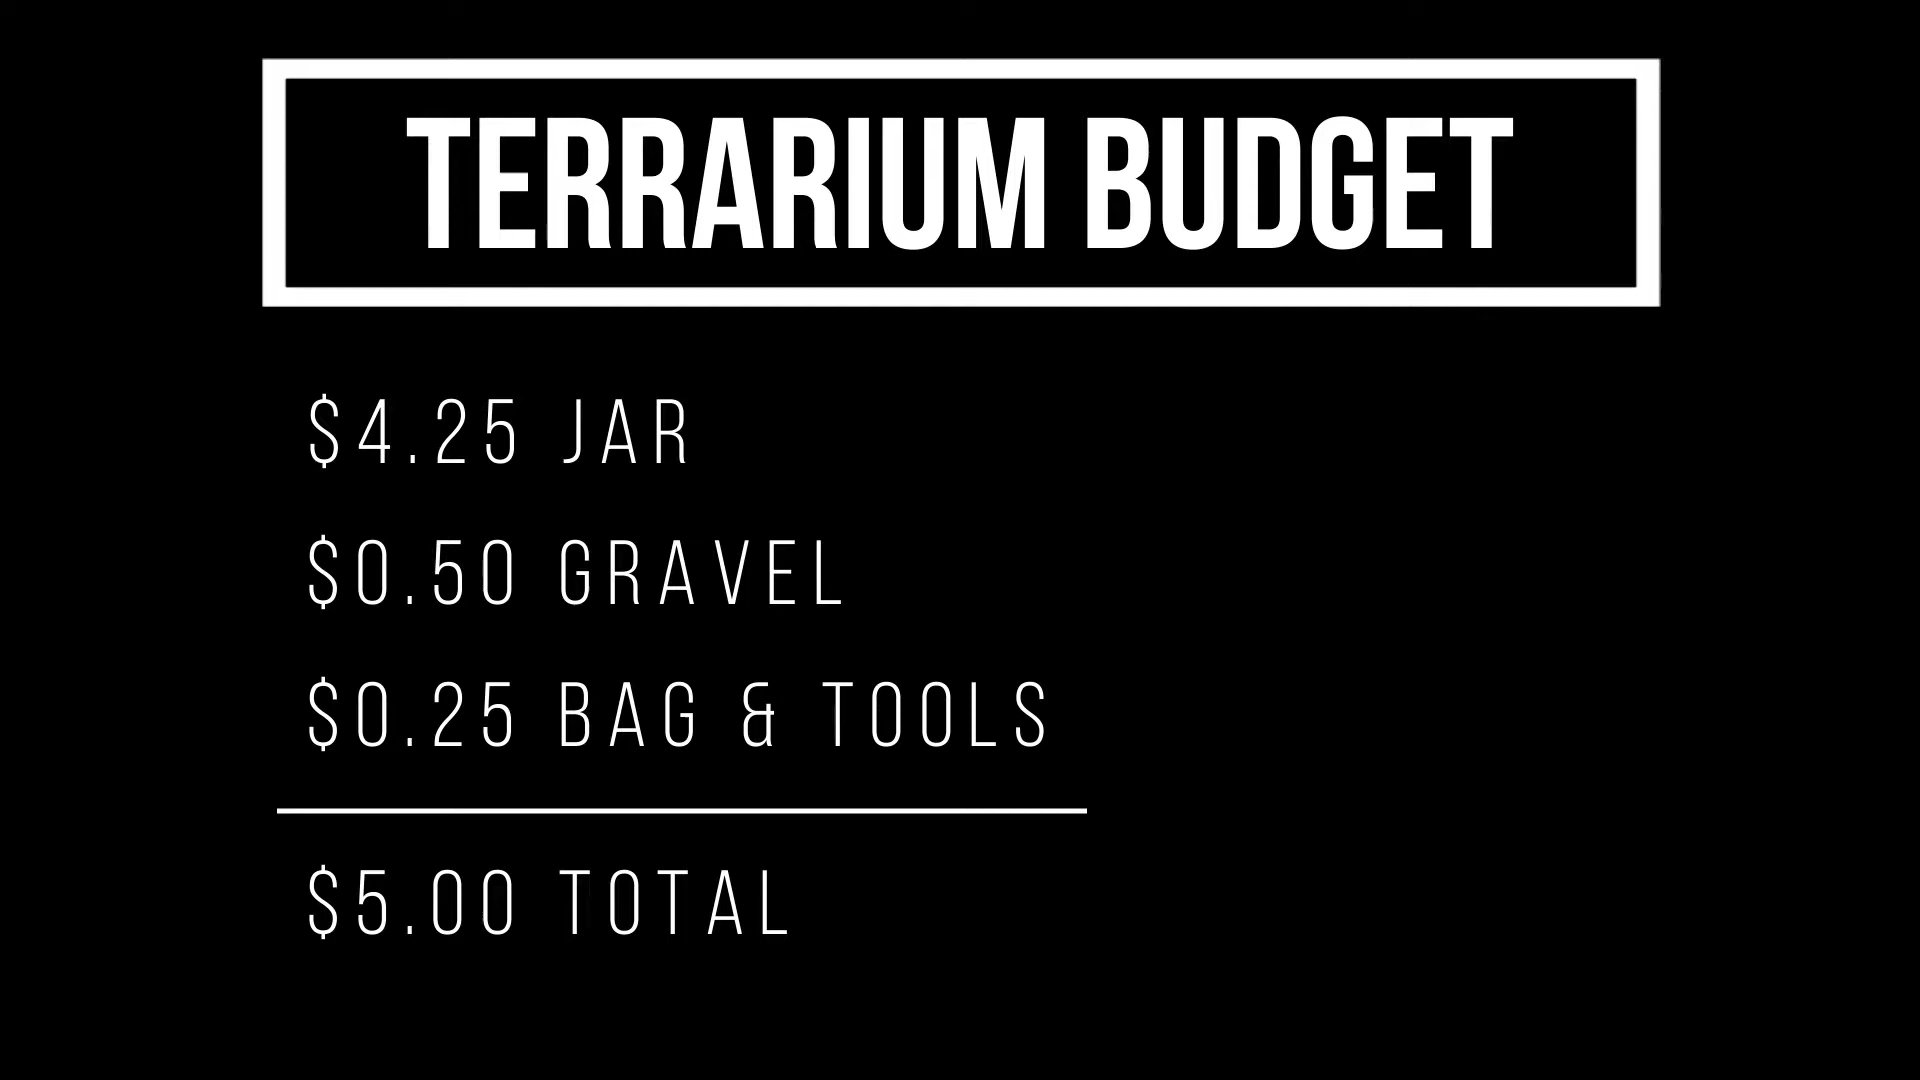 TERRARIUM BUDGET
$4.25 JAR
$0.50 GRAVEL
$0.25 BAG & TOOLS
$5.00 TOTAL